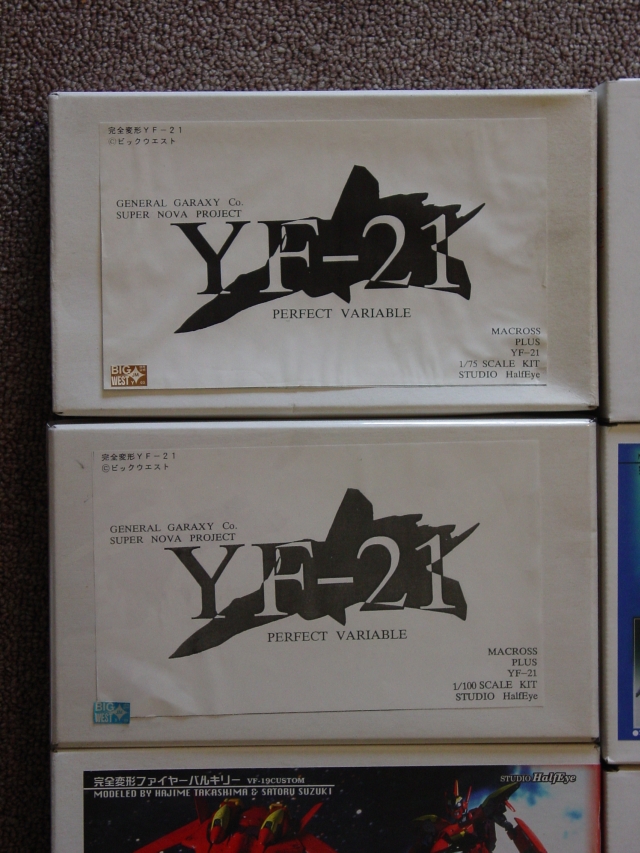 完全変形YF-21
©ビックウエスト
GENERAL GARAXY Co.
SUPER NOVA PROJECT
YF-21
PERFECT VARIABLE
MACROSS
PLUS
YF-21
1/75 SCALE KIT
STUDIO HalfEye
BIG
WEST
完全変形YF-21
©ビックウエスト
GENERAL GARAXY Co.
SUPER NOVA PROJECT
YF-21
PERFECT VARIABLE
MACROSS
PLUS
YF-21
1/100 SCALE KIT
STUDIO HalfEye
BIG
WEST
完全変形ファイヤーバルキリー VF-19CUSTOM
STUDIO HalfEye
MODELED BY HAJIME TAKASHIMA & SATORU SUZUKI